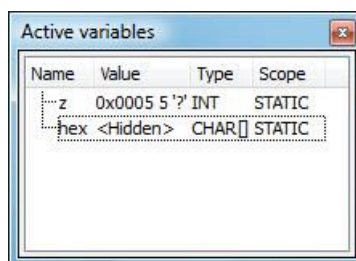 Active variables
Name Value Type Scope
z 0x0005 5 '?' INT STATIC
hex <Hidden> CHAR[] STATIC